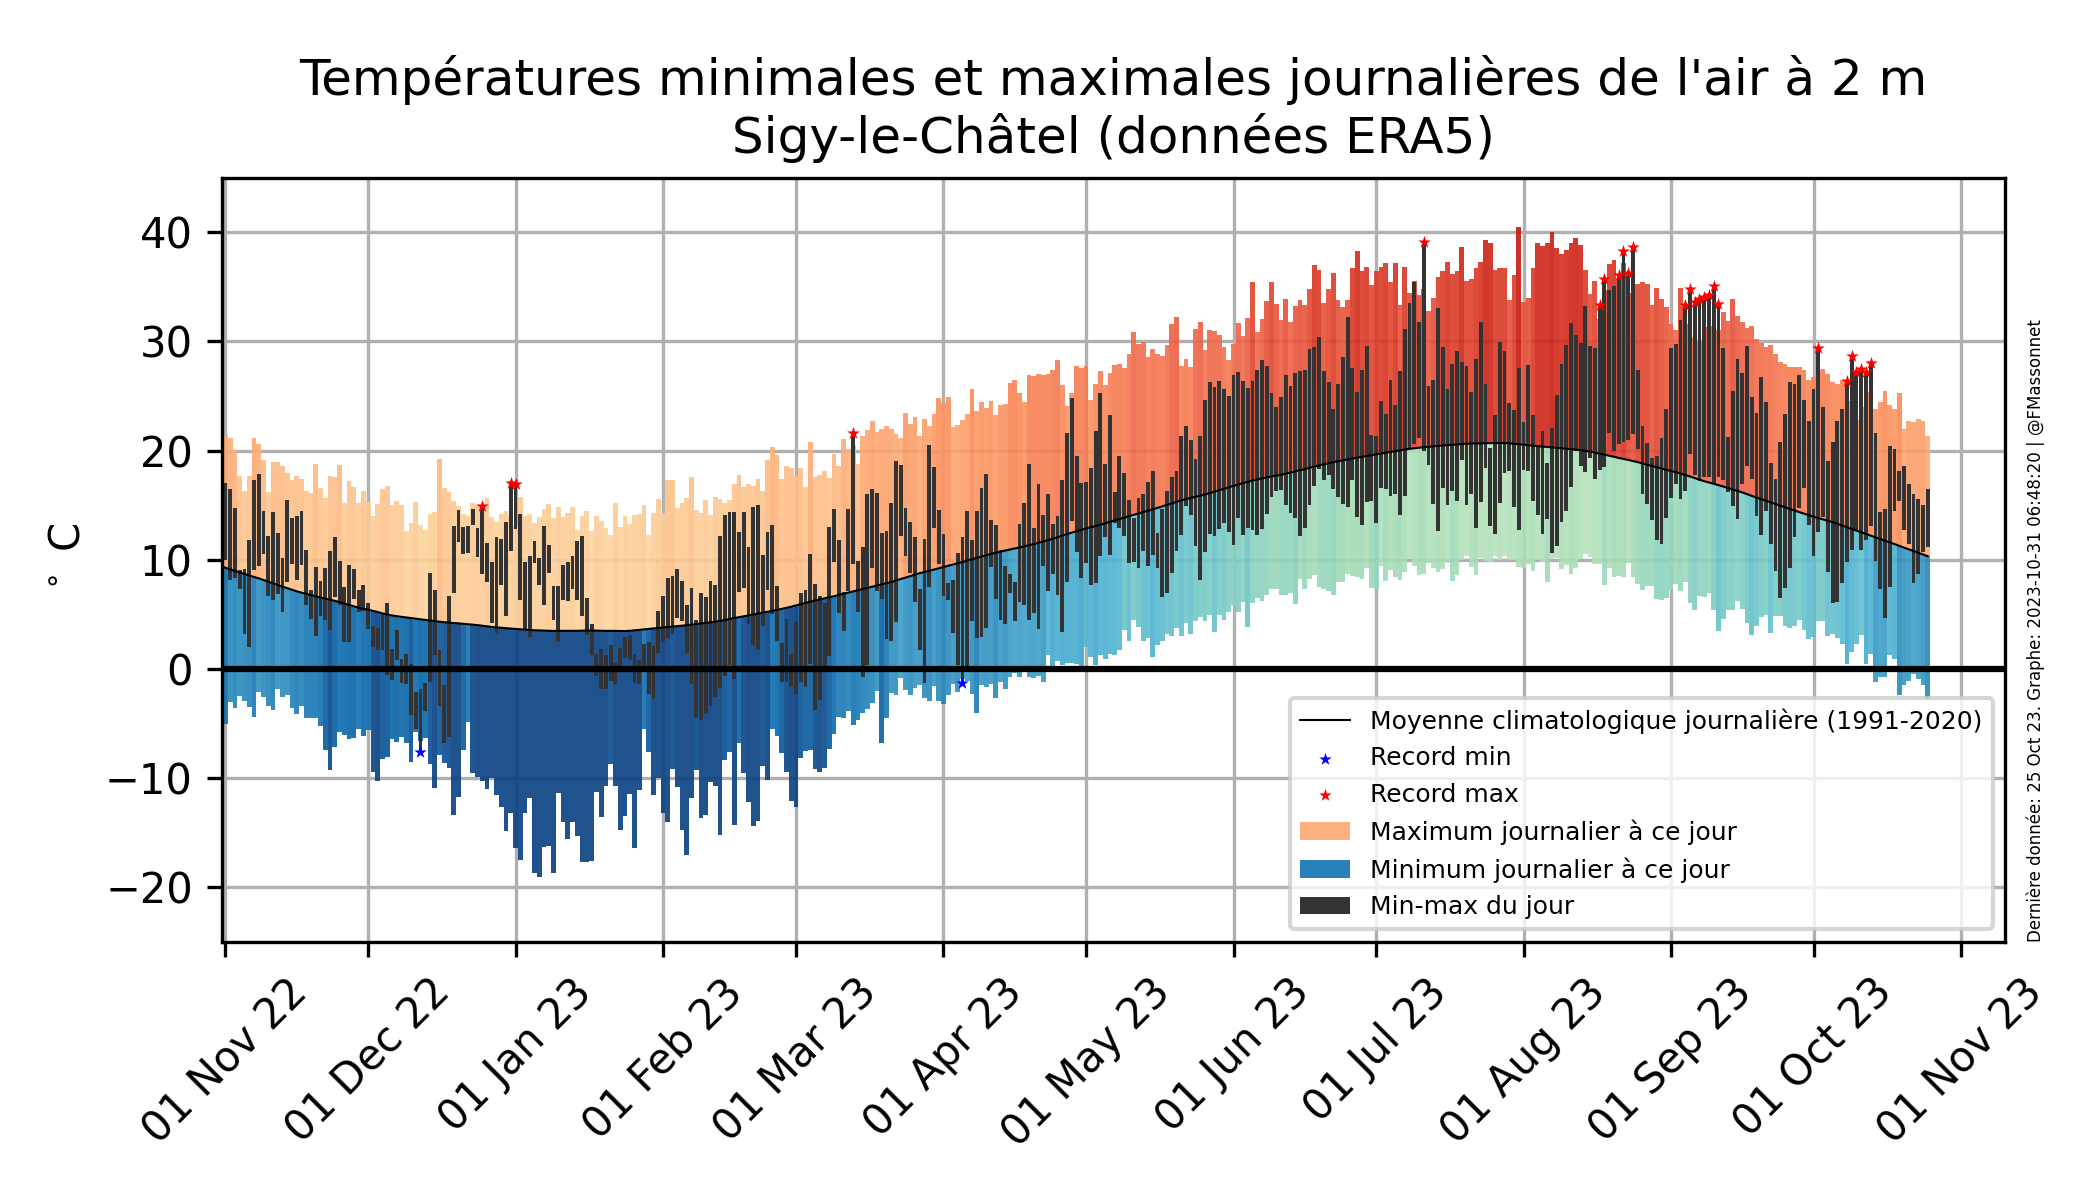 Températures minimales et maximales journalières de l'air à 2 m
Sigy-le-Châtel (données ERA5)
° C
40
30
20
10
0
−10
−20
01 Nov 22
01 Dec 22
01 Jan 23
01 Feb 23
01 Mar 23
01 Apr 23
01 May 23
01 Jun 23
01 Jul 23
01 Aug 23
01 Sep 23
01 Oct 23
01 Nov 23
Moyenne climatologique journalière (1991-2020)
Record min
Record max
Maximum journalier à ce jour
Minimum journalier à ce jour
Min-max du jour
Dernière donnée: 25 Oct 23. Graphe: 2023-10-31 06:48:20 | @FMassonnet